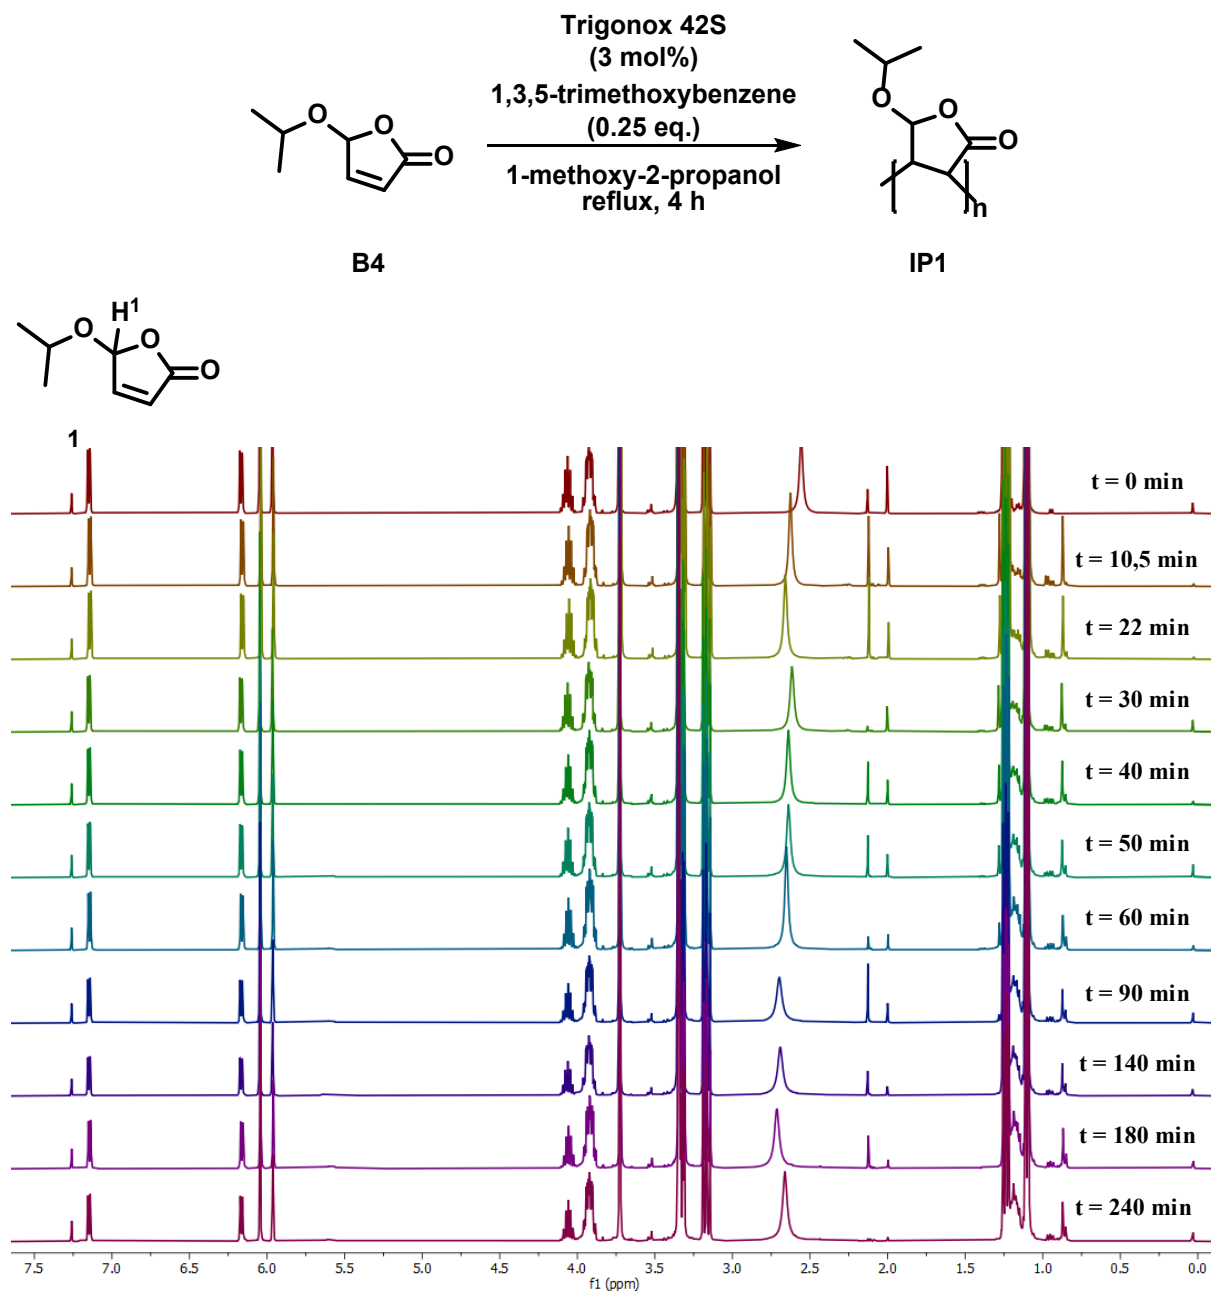 Trigonox 42S
(3 mol%)
1,3,5-trimethoxybenzene
(0.25 eq.)
1-methoxy-2-propanol
reflux, 4 h
O
O
O
B4
O
O
O
n
IP1
H1
O
O
O
1
t = 0 min
t = 10,5 min
t = 22 min
t = 30 min
t = 40 min
t = 50 min
t = 60 min
t = 90 min
t = 140 min
t = 180 min
t = 240 min
7.5 7.0 6.5 6.0 5.5 5.0 4.5 4.0 3.5 3.0 2.5 2.0 1.5 1.0 0.5 0.0
f1 (ppm)